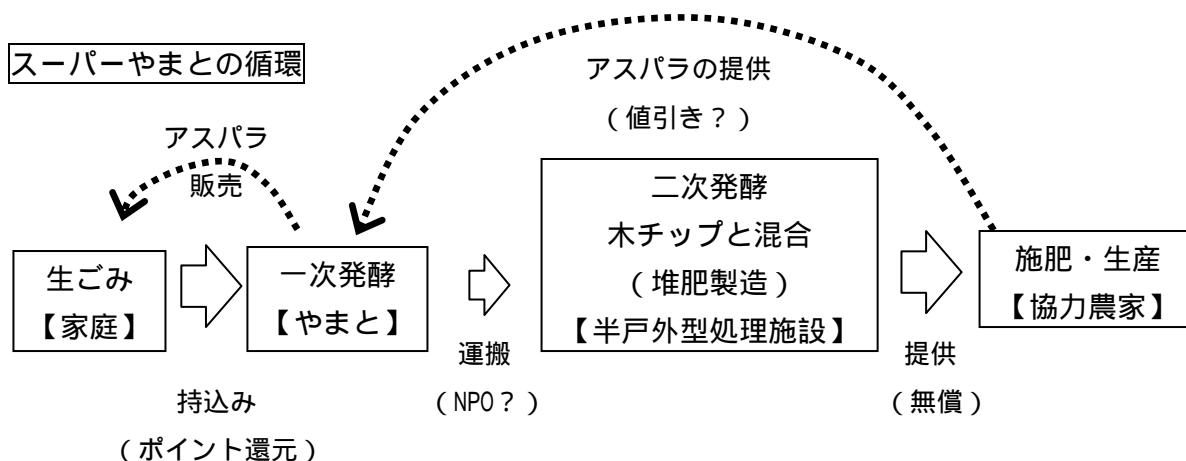 スーパーやまとの循環
アスパラの提供
（値引き？）
アスパラ
販売
生ごみ
【家庭】
一次発酵
【やまと】
二次発酵
木チップと混合
（堆肥製造）
【半戸外型処理施設】
施肥・生産
【協力農家】
持込み
（ポイント還元）
運搬
（NPO？）
提供
（無償）